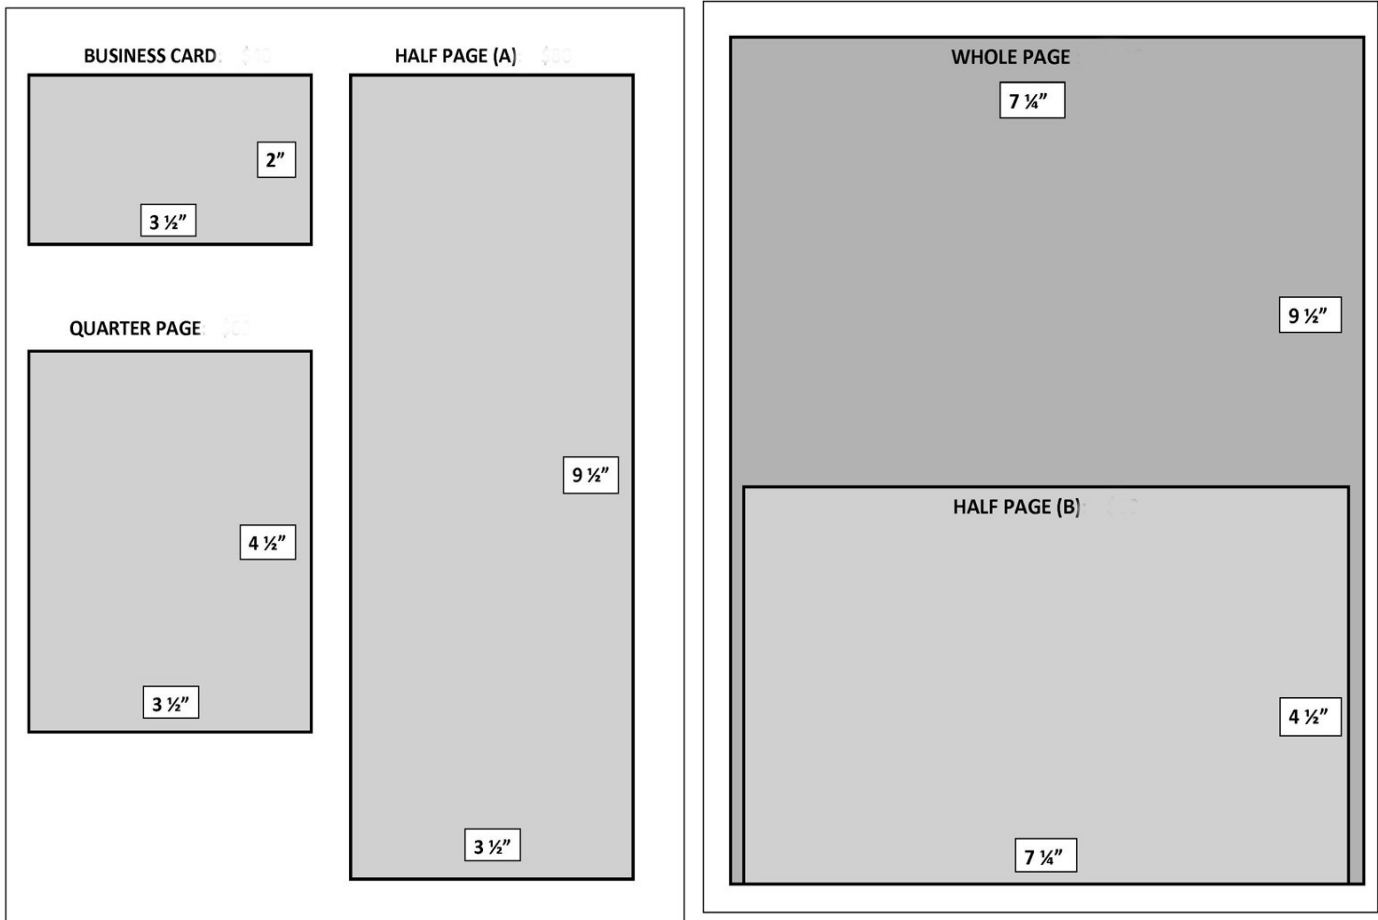 BUSINESS CARD:
2”
3 ½”
QUARTER PAGE:
4 ½”
3 ½”
HALF PAGE (A)
9 ½”
3 ½”
WHOLE PAGE
7 ¼”
9 ½”
HALF PAGE (B)
4 ½”
7 ¼”